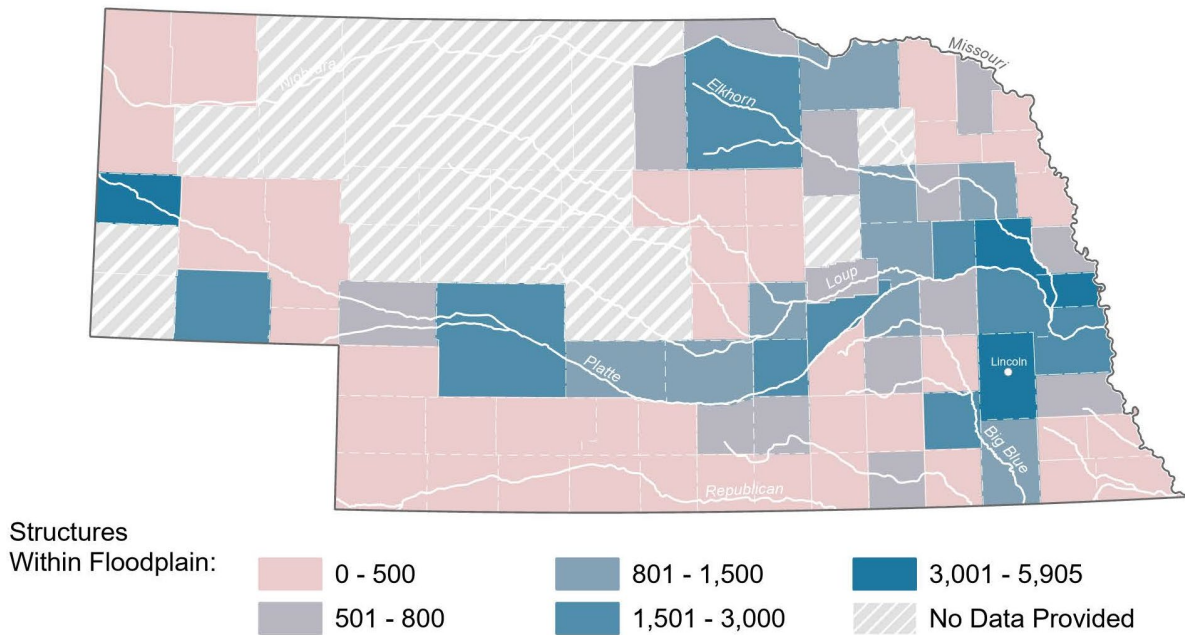 Missouri
Niobrara
Elkhorn
Loup
Platte
Lincoln
Big Blue
Republican
Structures
Within Floodplain:
0 - 500
801 - 1,500
3,001 - 5,905
501 - 800
1,501 - 3,000
No Data Provided